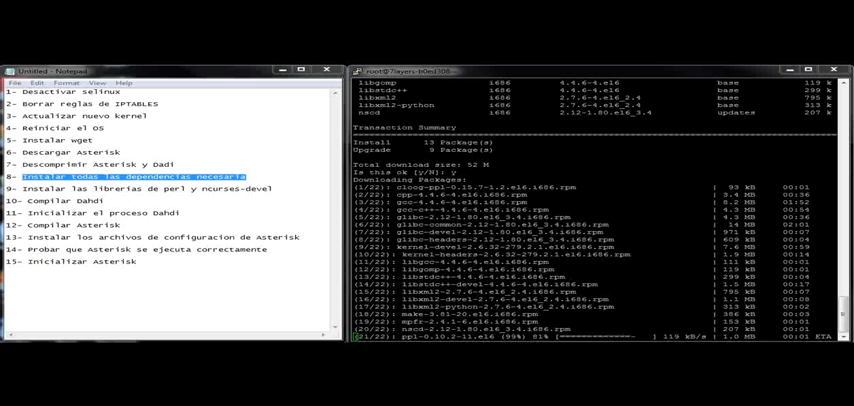 Untitled - Notepad
File Edit Format View Help
1- Desactivar selinux
2- Borrar reglas de IPTABLES
3- Actualizar nuevo kernel
4- Reiniciar el OS
5- Instalar wget
6- Descargar Asterisk
7- Descomprimir Asterisk y Dadi
8- Instalar todas las dependencias necesaria
9- Instalar las librerias de perl y ncurses-devel
10- Compilar Dahdi
11- Inicializar el proceso Dahdi
12- Compilar Asterisk
13- Instalar los archivos de configuracion de Asterisk
14- Probar que Asterisk se ejecuta correctamente
15- Inicializar Asterisk
root@7layers-b0ed308~
libgomp i686 4.4.6-4.el6 base 119 k
libstdc++ i686 4.4.6-4.el6 base 299 k
libxml2 i686 2.7.6-4.el6_2.4 base 795 k
libxml2-python i686 2.7.6-4.el6_2.4 base 313 k
nscd i686 2.12-1.80.el6_3.4 updates 207 k
Transaction Summary
Install 13 Package(s)
Upgrade 9 Package(s)
Total download size: 52 M
Is this ok [y/N]: y
Downloading Packages:
(1/22): cloog-ppl-0.15.7-1.2.el6.i686.rpm | 93 kB 00:01
(2/22): cpp-4.4.6-4.el6.i686.rpm | 3.4 MB 00:36
(3/22): gcc-4.4.6-4.el6.i686.rpm | 8.2 MB 01:52
(4/22): gcc-c++-4.4.6-4.el6.i686.rpm | 4.3 MB 00:54
(5/22): glibc-2.12-1.80.el6_3.4.i686.rpm | 4.3 MB 00:36
(6/22): glibc-common-2.12-1.80.el6_3.4.i686.rpm | 14 MB 02:01
(7/22): glibc-devel-2.12-1.80.el6_3.4.i686.rpm | 971 kB 00:07
(8/22): glibc-headers-2.12-1.80.el6_3.4.i686.rpm | 609 kB 00:04
(9/22): kernel-devel-2.6.32-279.2.1.el6.i686.rpm | 7.6 MB 00:59
(10/22): kernel-headers-2.6.32-279.2.1.el6.i686.rpm | 1.9 MB 00:14
(11/22): libgcc-4.4.6-4.el6.i686.rpm | 111 kB 00:01
(12/22): libgomp-4.4.6-4.el6.i686.rpm | 119 kB 00:01
(13/22): libstdc++-4.4.6-4.el6.i686.rpm | 299 kB 00:04
(14/22): libstdc++-devel-4.4.6-4.el6.i686.rpm | 1.5 MB 00:17
(15/22): libxml2-2.7.6-4.el6_2.4.i686.rpm | 795 kB 00:07
(16/22): libxml2-devel-2.7.6-4.el6_2.4.i686.rpm | 1.1 MB 00:08
(17/22): libxml2-python-2.7.6-4.el6_2.4.i686.rpm | 313 kB 00:02
(18/22): make-3.81-20.el6.i686.rpm | 386 kB 00:03
(19/22): mpfr-2.4.1-6.el6.i686.rpm | 153 kB 00:01
(20/22): nscd-2.12-1.80.el6_3.4.i686.rpm | 207 kB 00:01
(21/22): ppl-0.10.2-11.el6 (99%) 81% [============- ] 119 kB/s | 1.0 MB 00:01 ETA